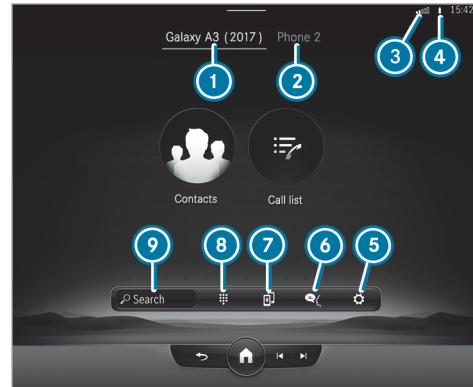 15:42
Galaxy A3 (2017) Phone 2
3 4
1 2
Contacts Call list
9 8 7 6 5
Search